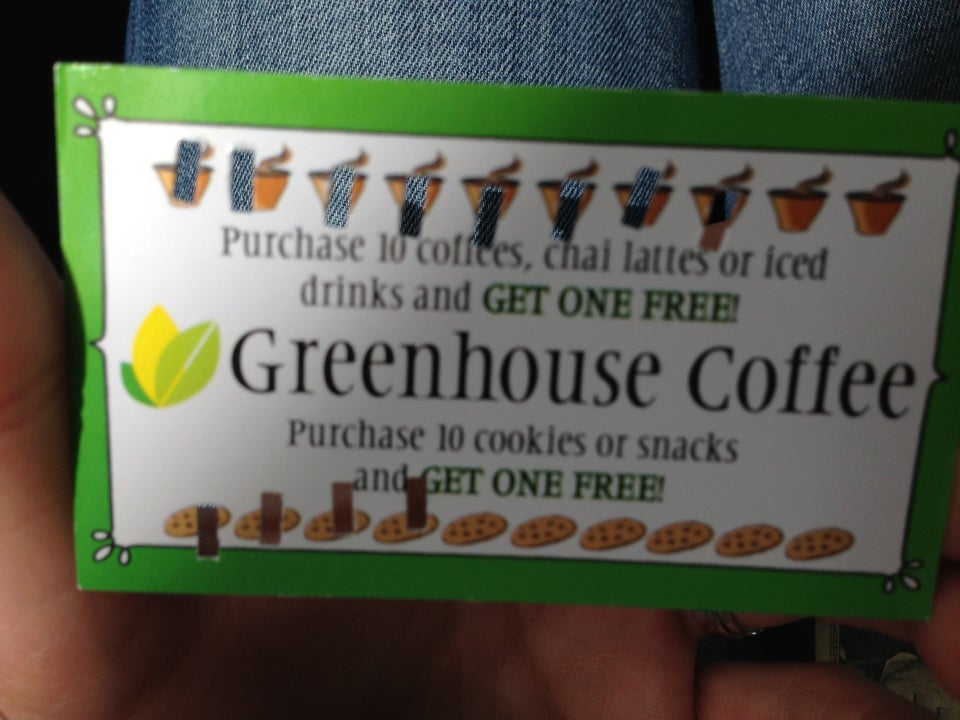 Purchase 10 coffees, chai lattes or iced
drinks and GET ONE FREE!
Greenhouse Coffee
Purchase 10 cookies or snacks
and GET ONE FREE!